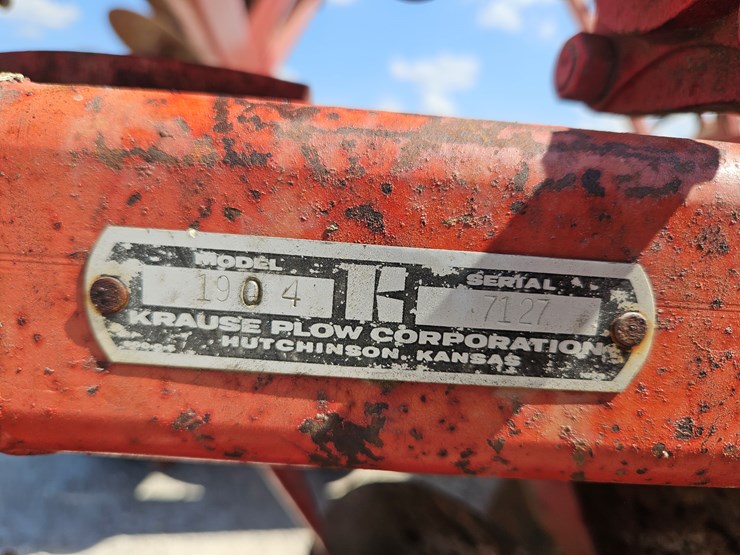 MODEL SERIAL
1904 K 7127
KRAUSE PLOW CORPORATION
HUTCHINSON, KANSAS